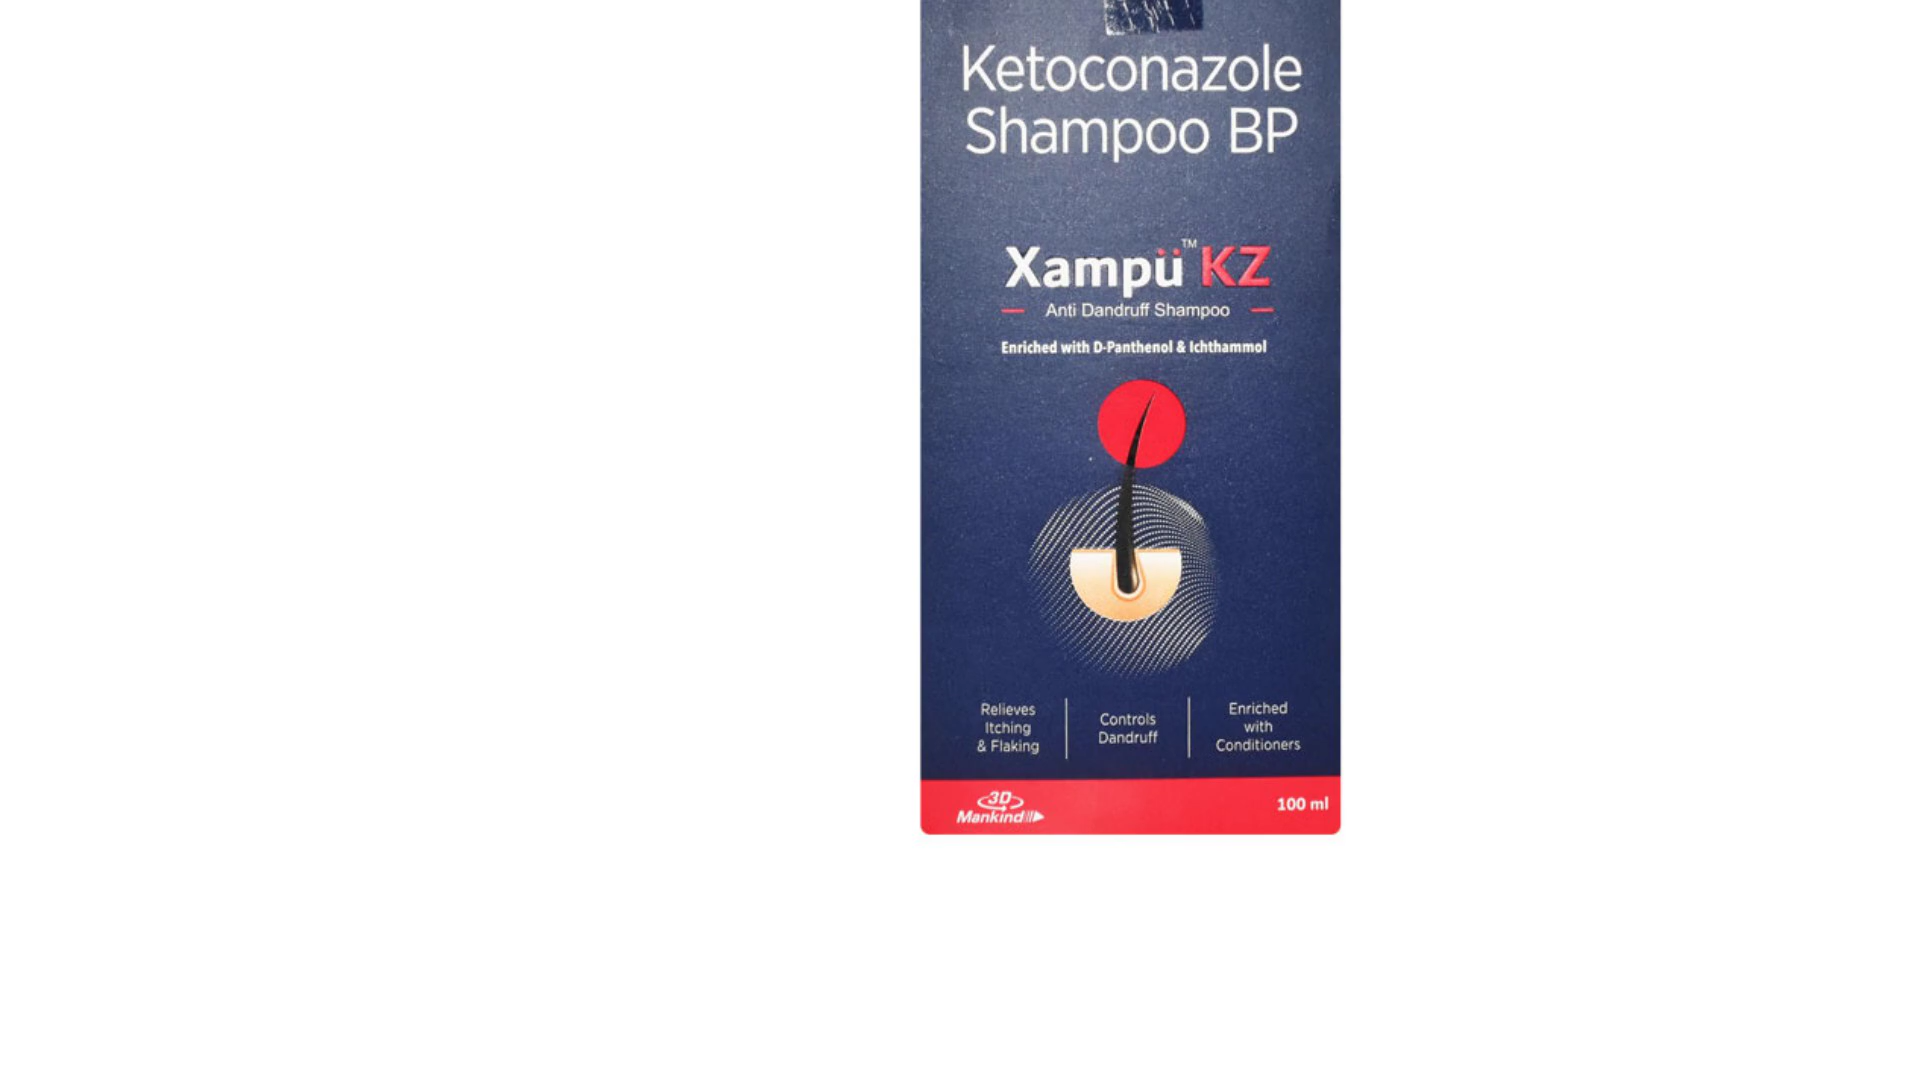 Ketoconazole
Shampoo BP
Xampü™ KZ
Anti Dandruff Shampoo
Enriched with D-Panthenol & Ichthammol
Relieves
Itching
& Flaking
Controls
Dandruff
Enriched
with
Conditioners
3D
Mankind
100 ml